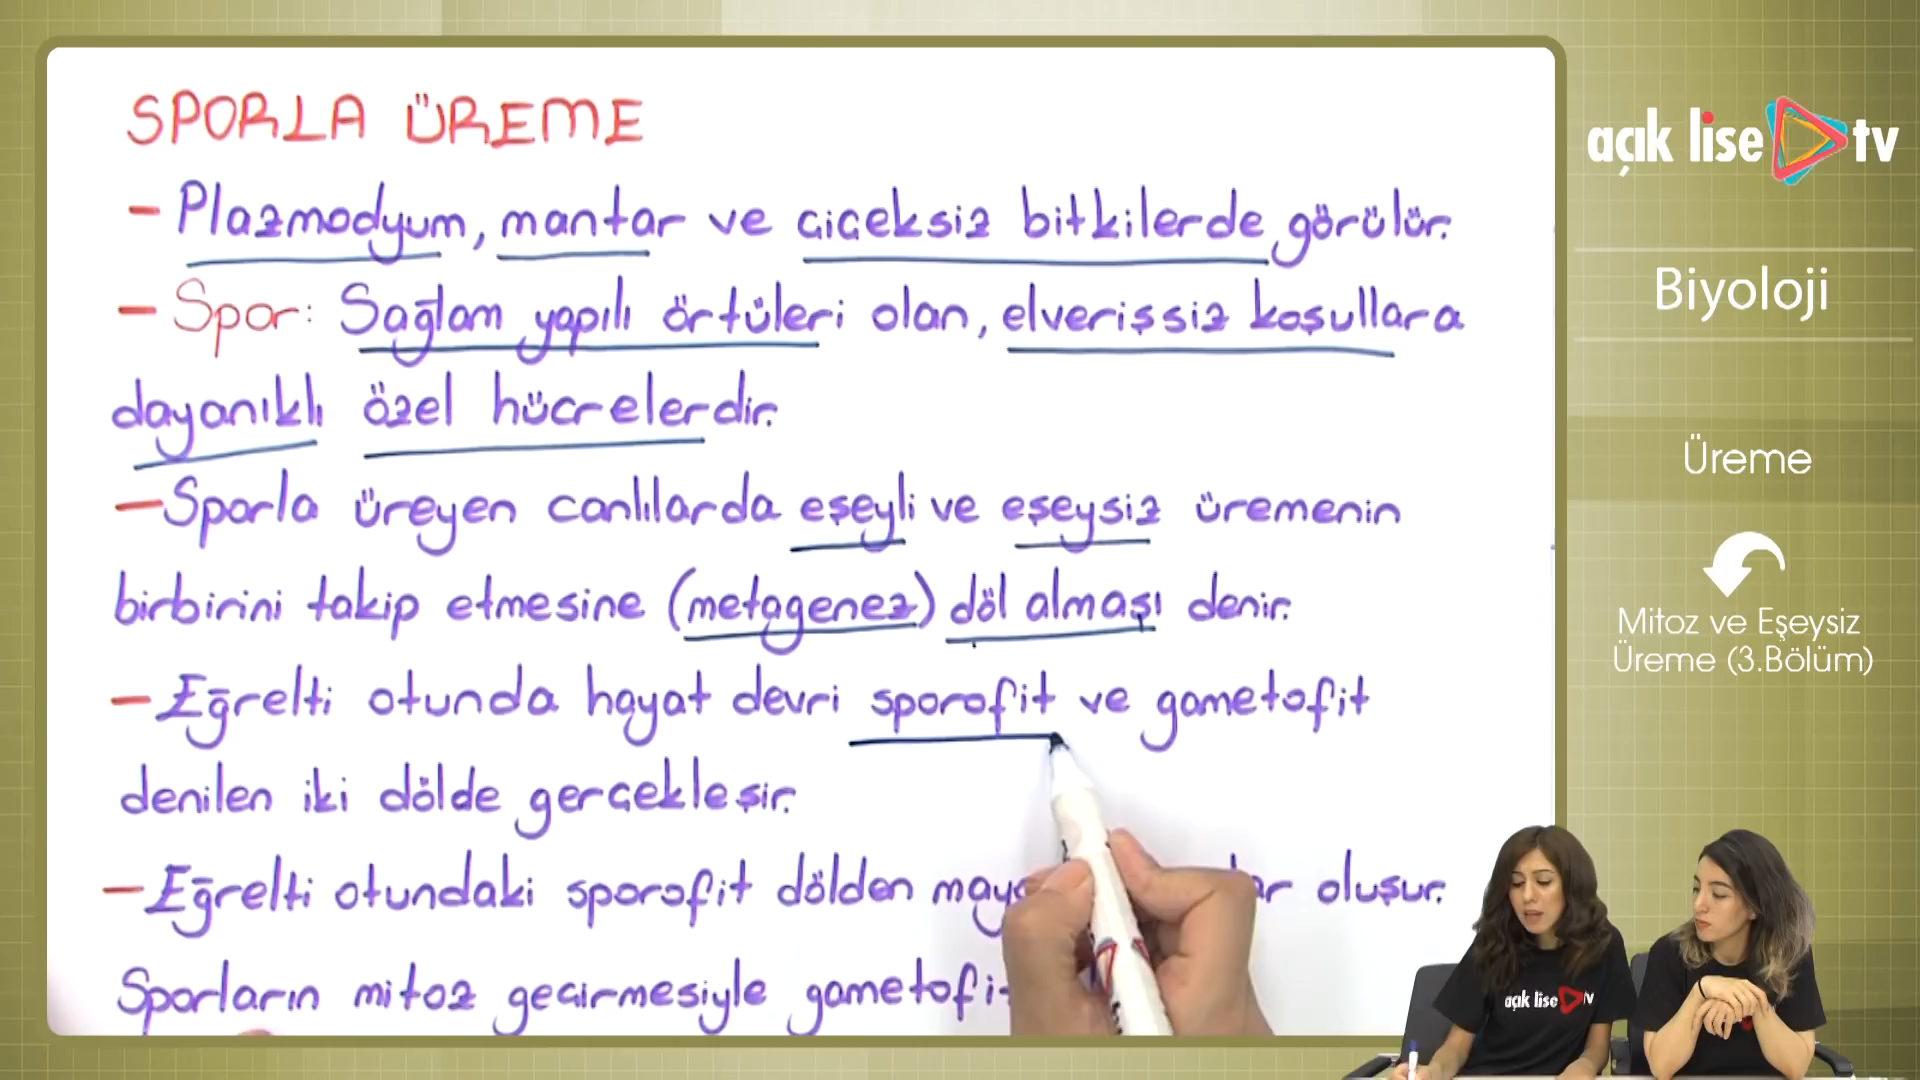 SPORLA ÜREME
- Plazmodyum, mantar ve çiçeksiz bitkilerde görülür.
- Spor: Sağlam yapılı örtüleri olan, elverişsiz koşullara
dayanıklı özel hücrelerdir.
- Sporla üreyen canlılarda eşeyli ve eşeysiz üremenin
birbirini takip etmesine (metagenez) döl almaşı denir.
- Eğrelti otunda hayat devri sporofit ve gametofit
denilen iki dölde gerçekleşir.
- Eğrelti otundaki sporofit dölden oluşur.
Sporların mitoz geçirmesiyle
açık lise tv
Biyoloji
Üreme
Mitoz ve Eşeysiz
Üreme (3.Bölüm)
açık lise tv